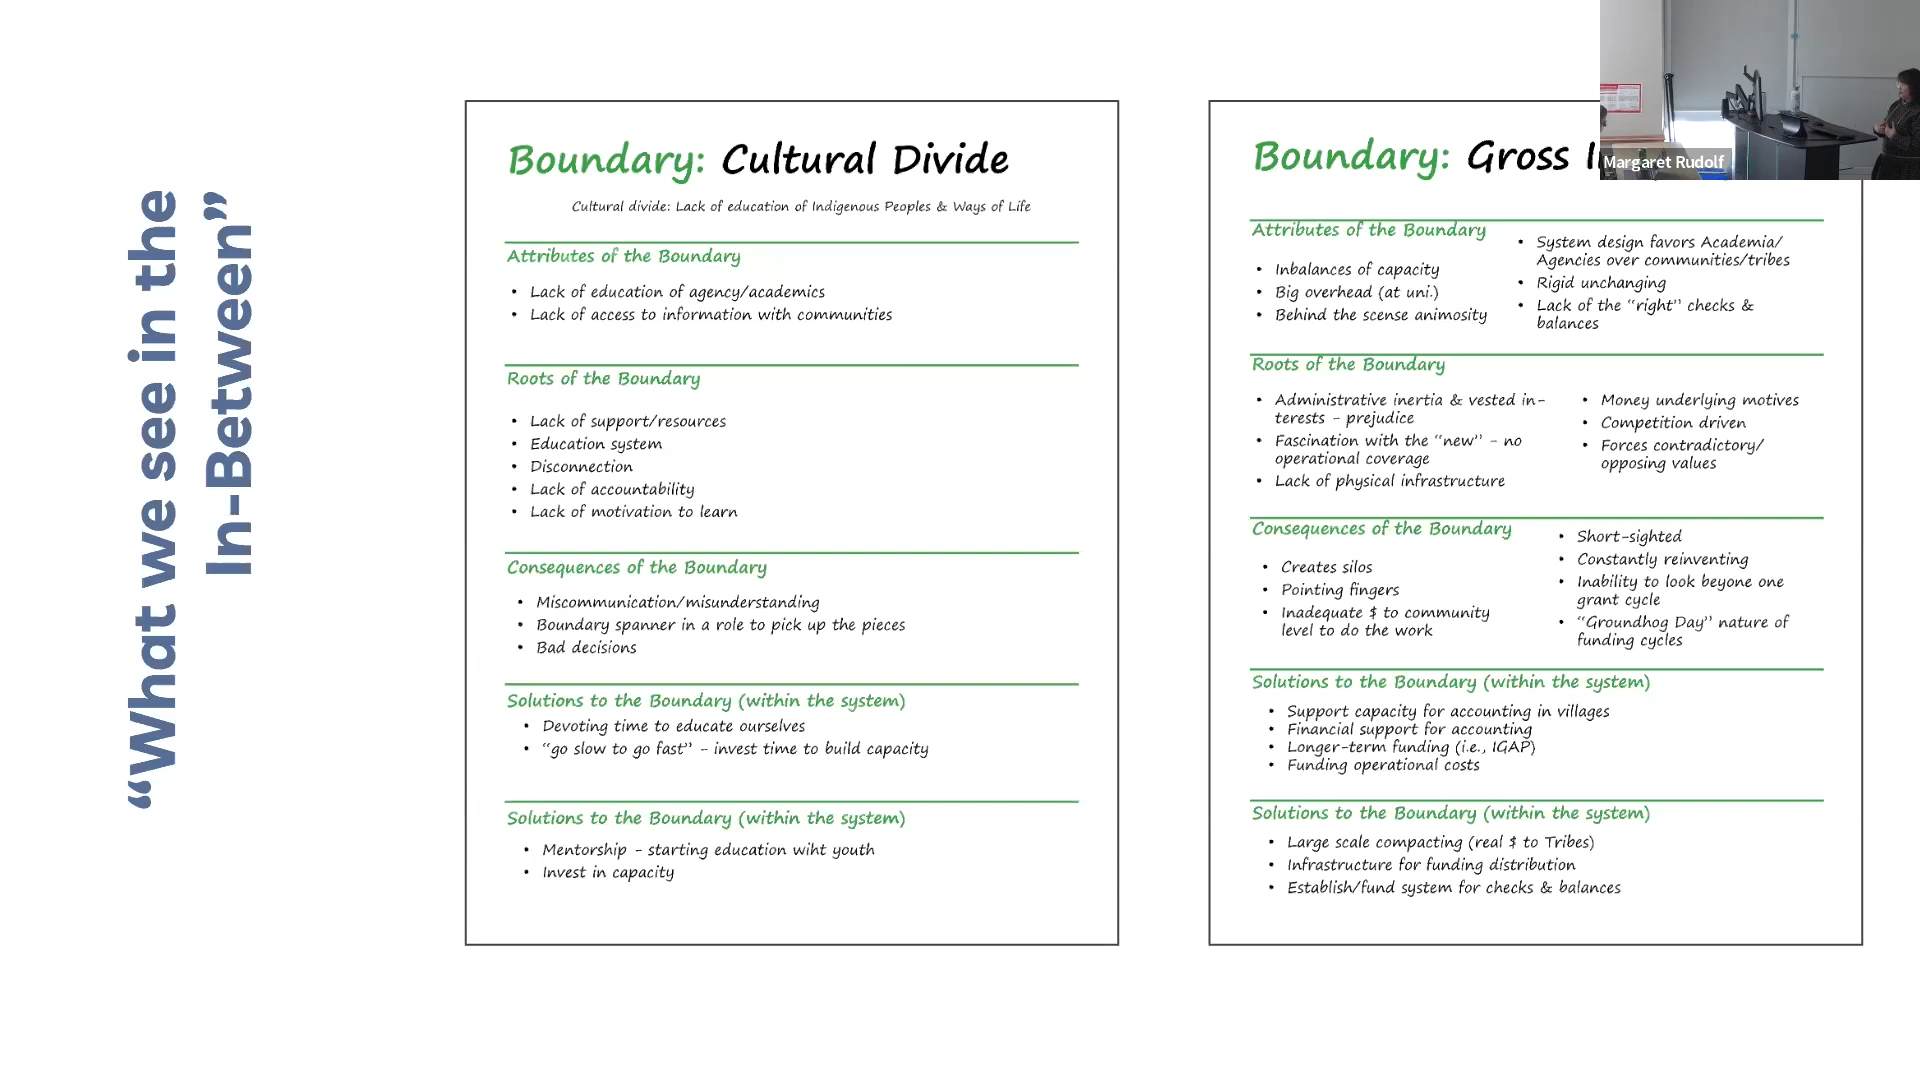 “What we see in the
In-Between”
Boundary: Cultural Divide
Cultural divide: Lack of education of Indigenous Peoples & Ways of Life
Attributes of the Boundary
• Lack of education of agency/academics
• Lack of access to information with communities
Roots of the Boundary
• Lack of support/resources
• Education system
• Disconnection
• Lack of accountability
• Lack of motivation to learn
Consequences of the Boundary
• Miscommunication/misunderstanding
• Boundary spanner in a role to pick up the pieces
• Bad decisions
Solutions to the Boundary (within the system)
• Devoting time to educate ourselves
• “go slow to go fast” - invest time to build capacity
Solutions to the Boundary (within the system)
• Mentorship - starting education wiht youth
• Invest in capacity
Boundary: Gross
Attributes of the Boundary
• Inbalances of capacity
• Big overhead (at uni.)
• Behind the scense animosity
• System design favors Academia/
Agencies over communities/tribes
• Rigid unchanging
• Lack of the “right” checks &
balances
Roots of the Boundary
• Administrative inertia & vested in-
terests - prejudice
• Fascination with the “new” - no
operational coverage
• Lack of physical infrastructure
• Money underlying motives
• Competition driven
• Forces contradictory/
opposing values
Consequences of the Boundary
• Creates silos
• Pointing fingers
• Inadequate $ to community
level to do the work
• Short-sighted
• Constantly reinventing
• Inability to look beyone one
grant cycle
• “Groundhog Day” nature of
funding cycles
Solutions to the Boundary (within the system)
• Support capacity for accounting in villages
• Financial support for accounting
• Longer-term funding (i.e., IGAP)
• Funding operational costs
Solutions to the Boundary (within the system)
• Large scale compacting (real $ to Tribes)
• Infrastructure for funding distribution
• Establish/fund system for checks & balances
Margaret Rudolf